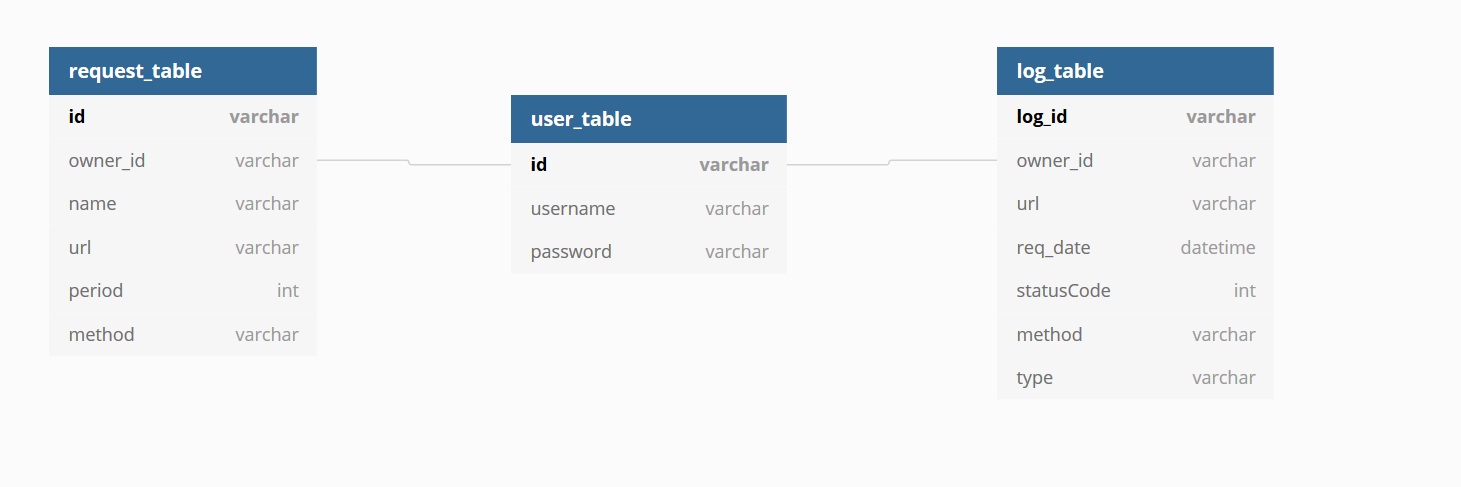 request_table
id varchar
owner_id varchar
name varchar
url varchar
period int
method varchar
user_table
id varchar
username varchar
password varchar
log_table
log_id varchar
owner_id varchar
url varchar
req_date datetime
statusCode int
method varchar
type varchar